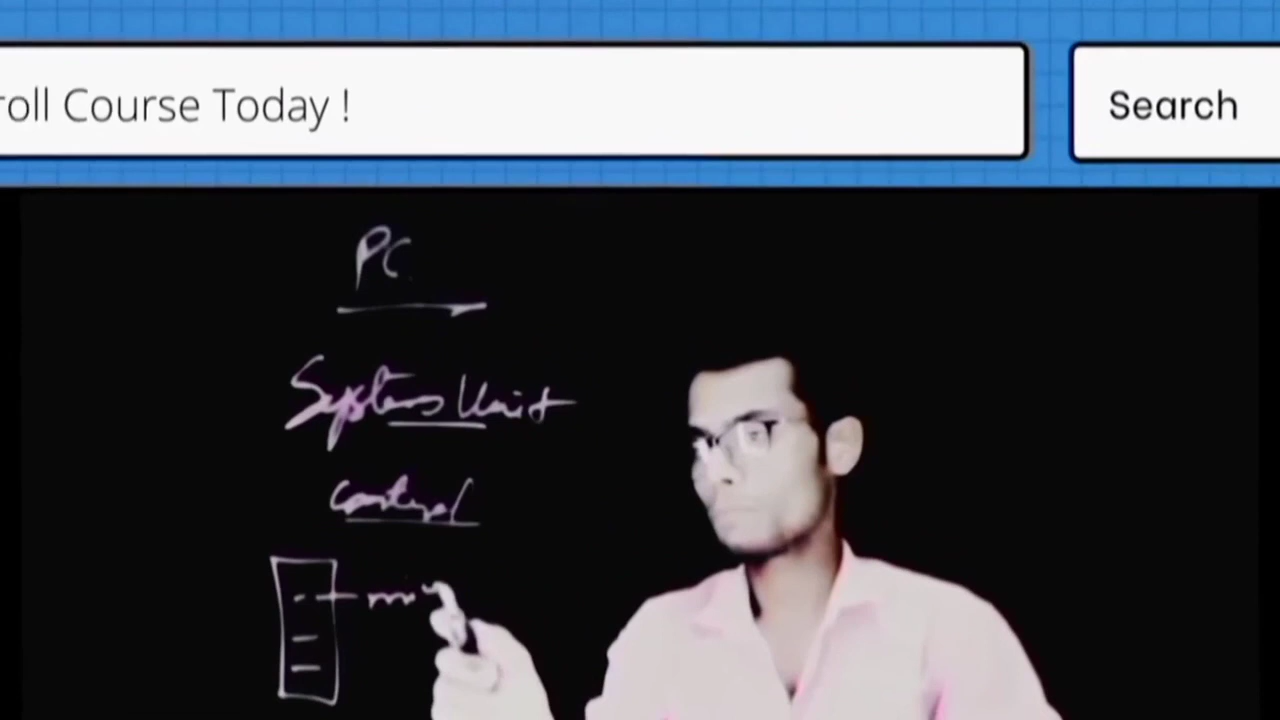 roll Course Today !
Search
PC
System Unit
control